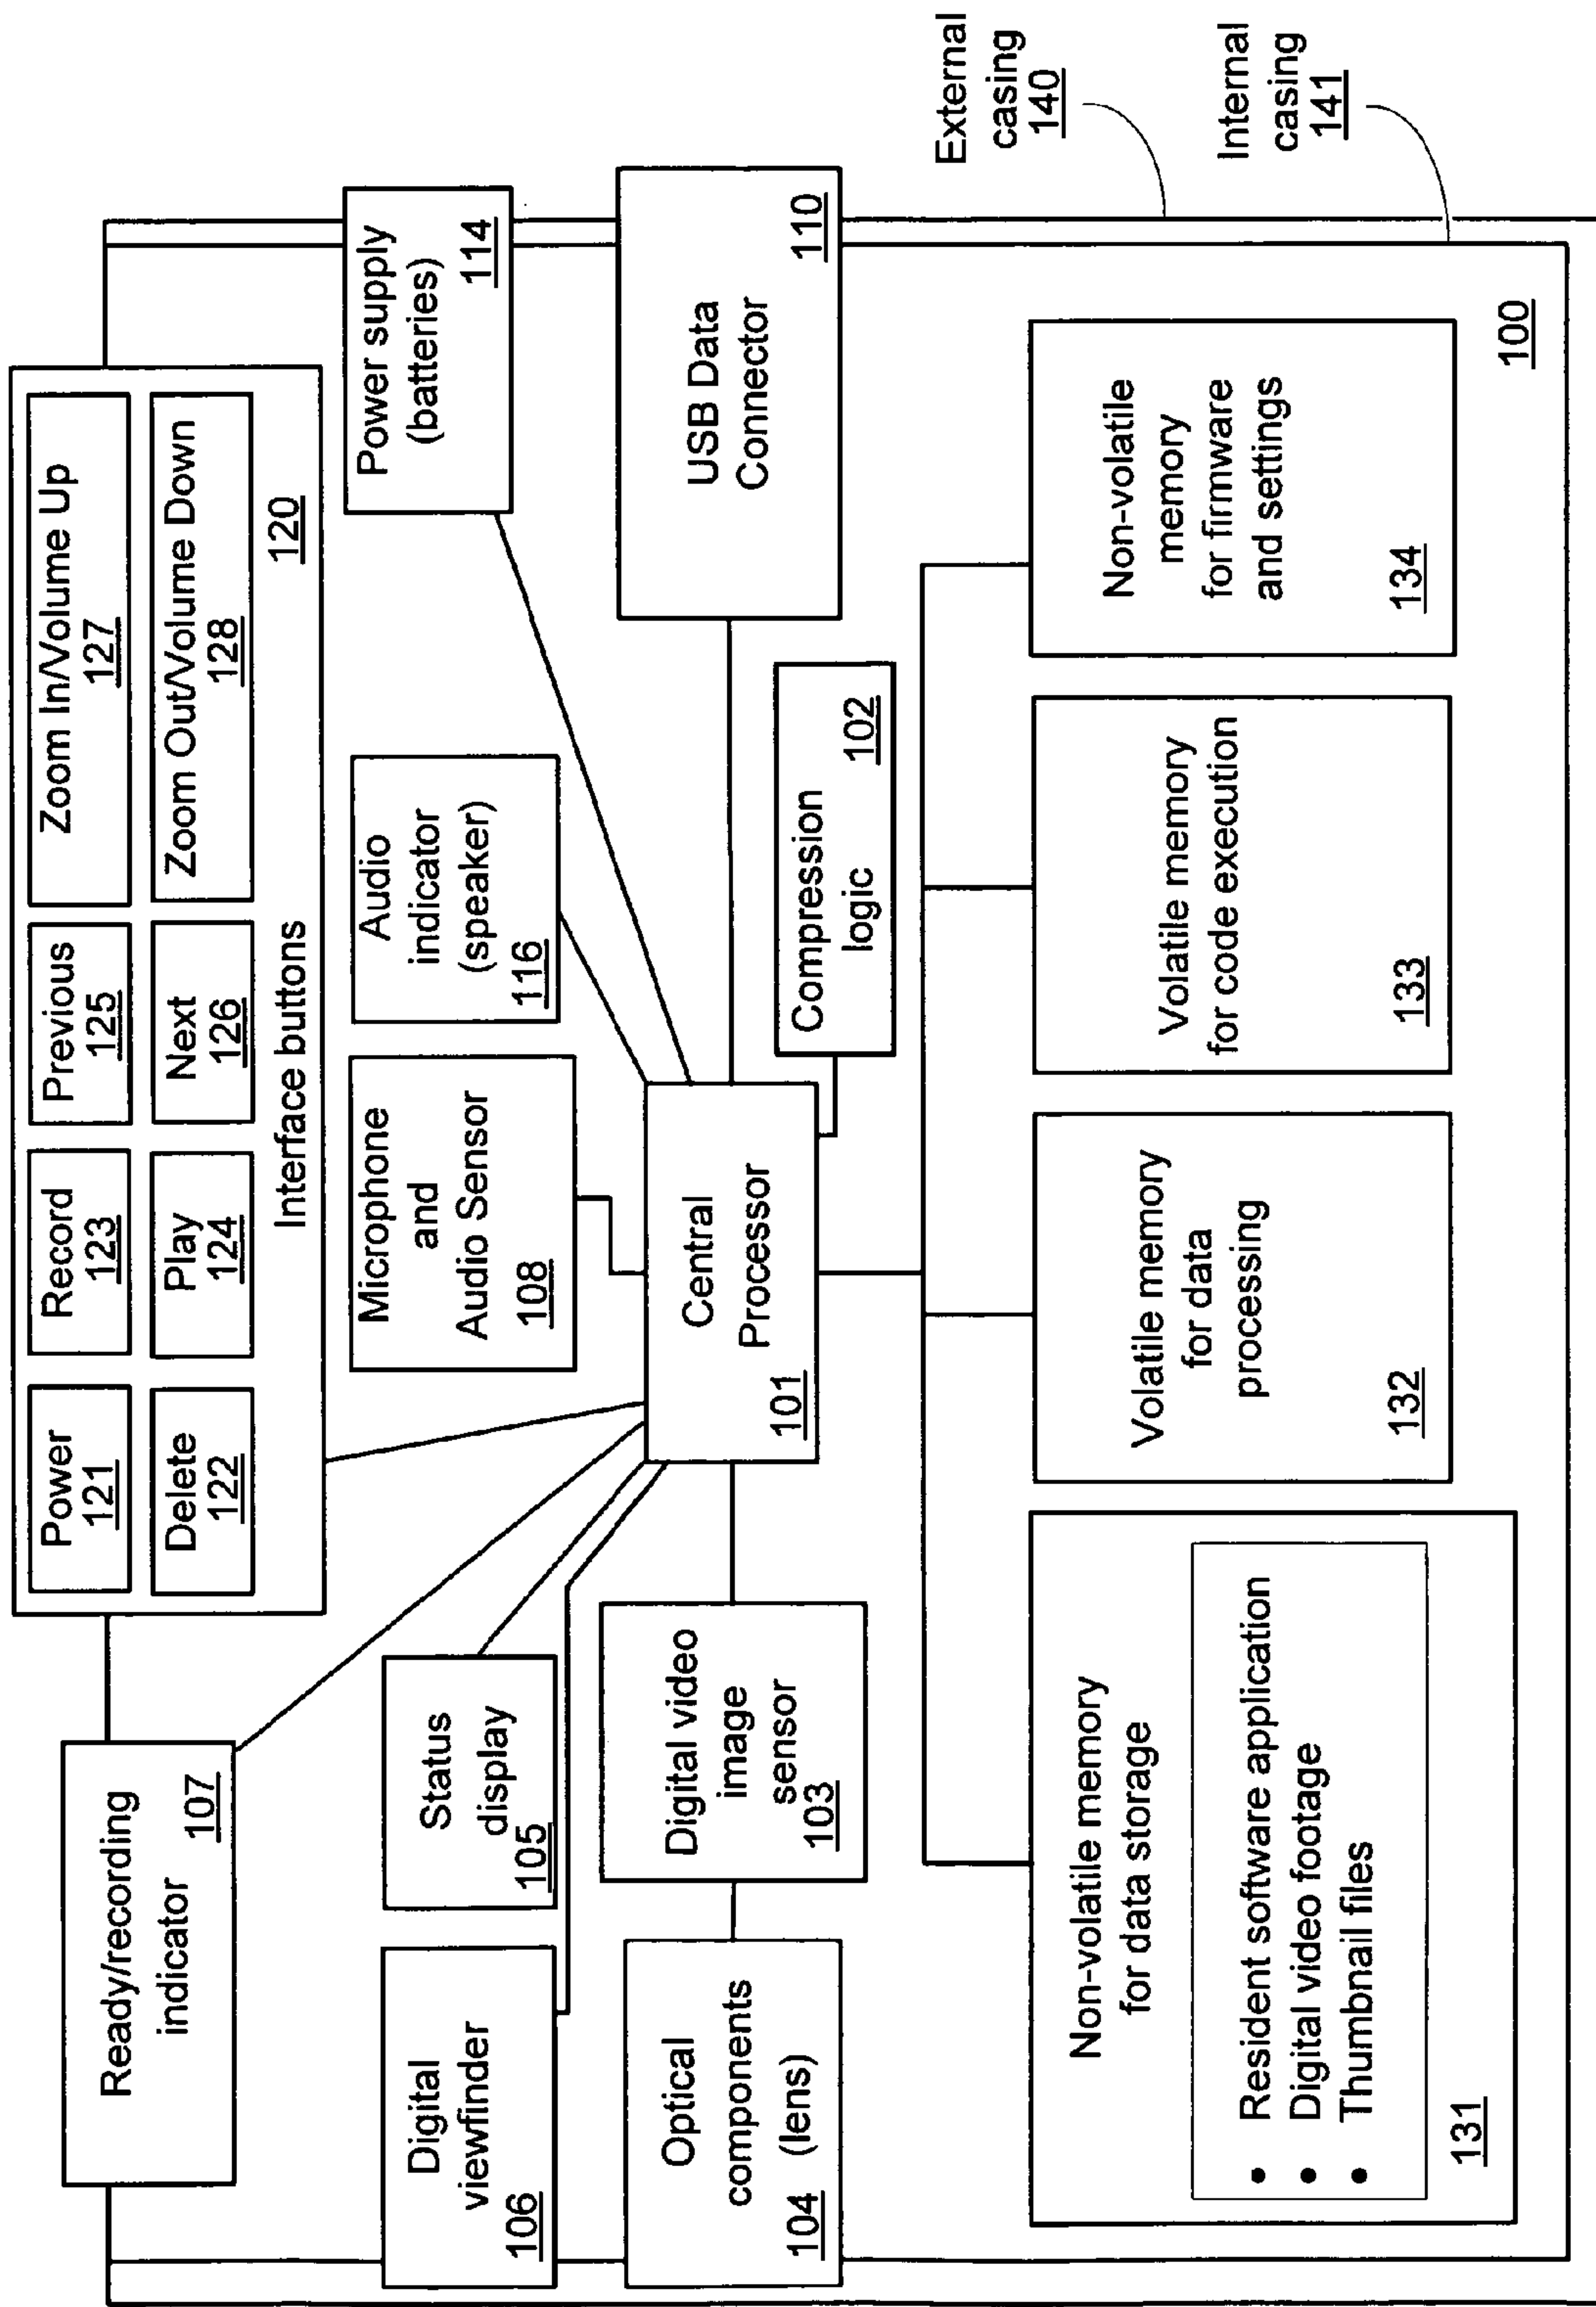 Ready/recording
indicator
107
Power
121
Record
123
Previous
125
Zoom In/Volume Up
127
Delete
122
Play
124
Next
126
Zoom Out/Volume Down
128
Interface buttons
120
Digital
viewfinder
106
Status
display
105
Microphone
and
Audio Sensor
108
Audio
indicator
(speaker)
116
Power supply
(batteries)
114
Optical
components
(lens)
104
Digital video
image
sensor
103
Central
Processor
101
Compression
logic
102
USB Data
Connector
110
Non-volatile memory
for data storage
• Resident software application
• Digital video footage
• Thumbnail files
131
Volatile memory
for data
processing
132
Volatile memory
for code execution
133
Non-volatile
memory
for firmware
and settings
134
100
External
casing
140
Internal
casing
141